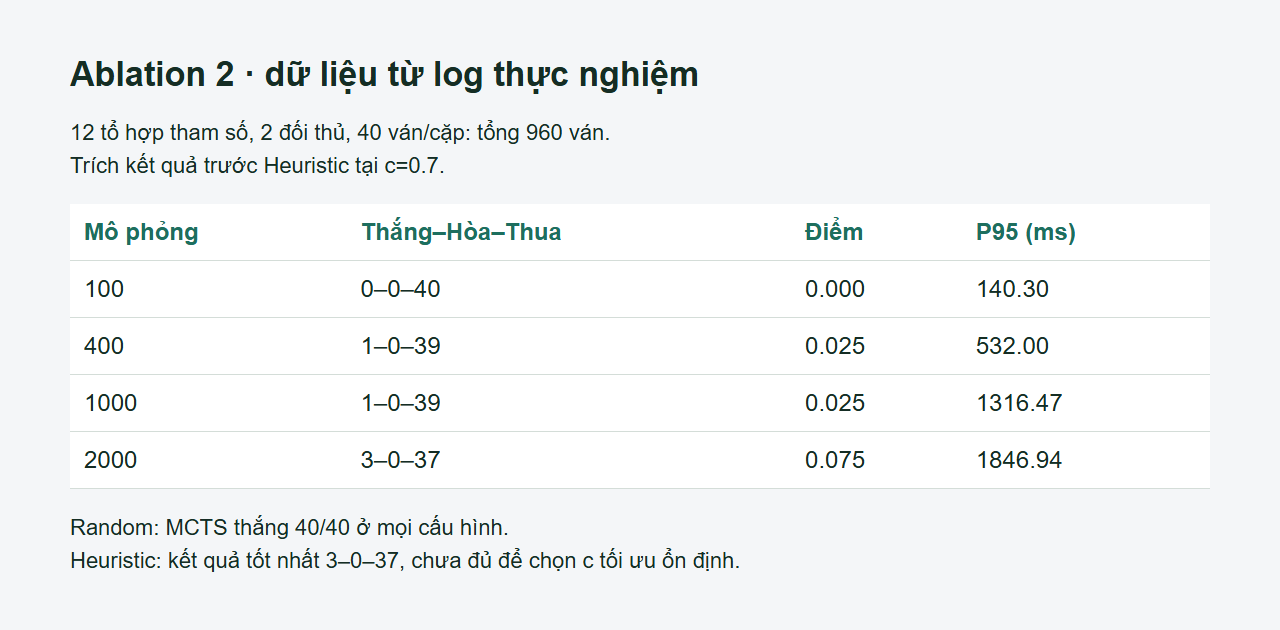 Ablation 2 · dữ liệu từ log thực nghiệm
12 tổ hợp tham số, 2 đối thủ, 40 ván/cặp: tổng 960 ván.
Trích kết quả trước Heuristic tại c=0.7.
Mô phỏng Thắng–Hòa–Thua Điểm P95 (ms)
100 0–0–40 0.000 140.30
400 1–0–39 0.025 532.00
1000 1–0–39 0.025 1316.47
2000 3–0–37 0.075 1846.94
Random: MCTS thắng 40/40 ở mọi cấu hình.
Heuristic: kết quả tốt nhất 3–0–37, chưa đủ để chọn c tối ưu ổn định.